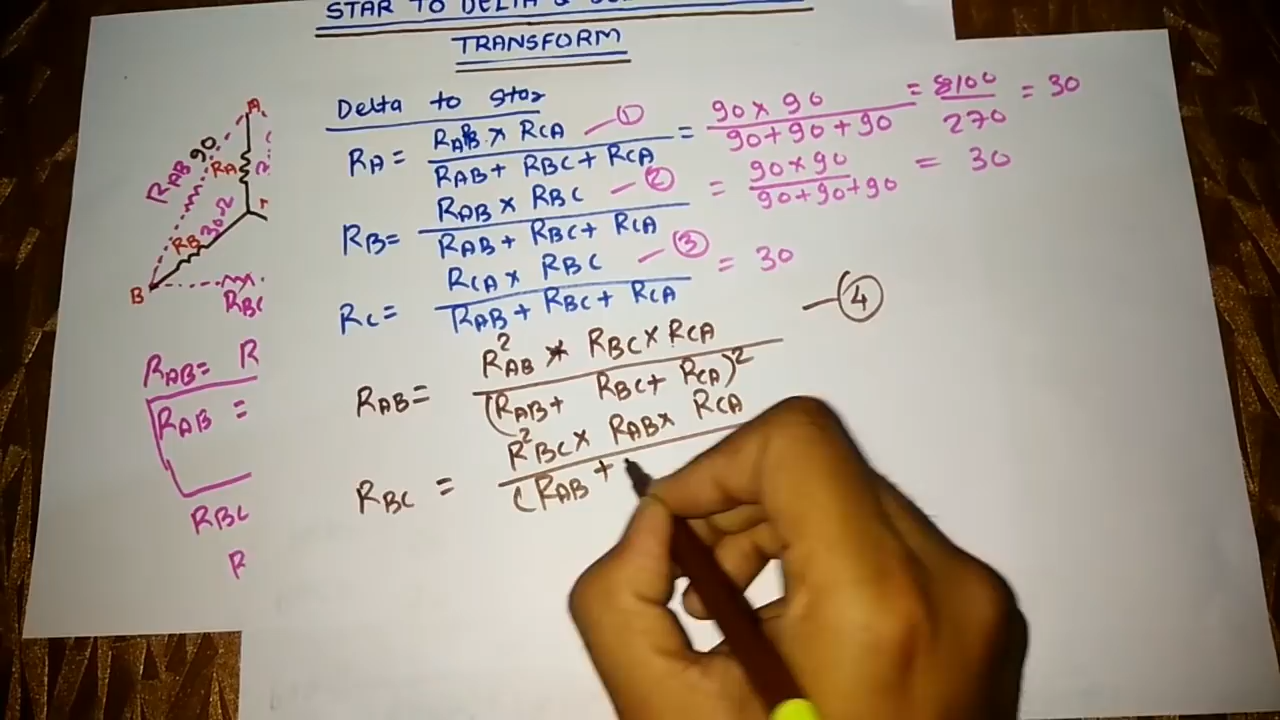 STAR TO DELTA &
TRANSFORM
Delta to Star
RA = RAB × RCA / RAB + RBC + RCA — ① = 90 × 90 / 90 + 90 + 90 = 8100 / 270 = 30
RB = RAB × RBC / RAB + RBC + RCA — ② = 90 × 90 / 90 + 90 + 90 = 30
RC = RCA × RBC / RAB + RBC + RCA — ③ = 30
RAB = R²AB * RBC × RCA / (RAB + RBC + RCA)² — ④
RBC = R²BC × RAB × RCA / (RAB +
A
RAB 90
RA
RB 30Ω
B
RBC
RAB = R
RAB =
RBC
R